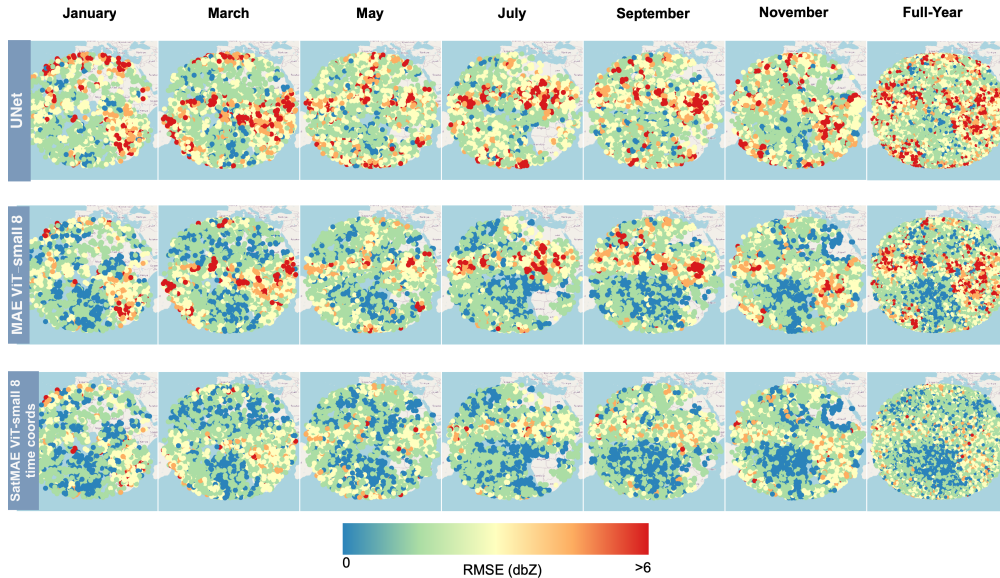 January March May July September November Full-Year
UNet
MAE ViT-small 8
SatMAE ViT-small 8
time coords
0 >6
RMSE (dbZ)